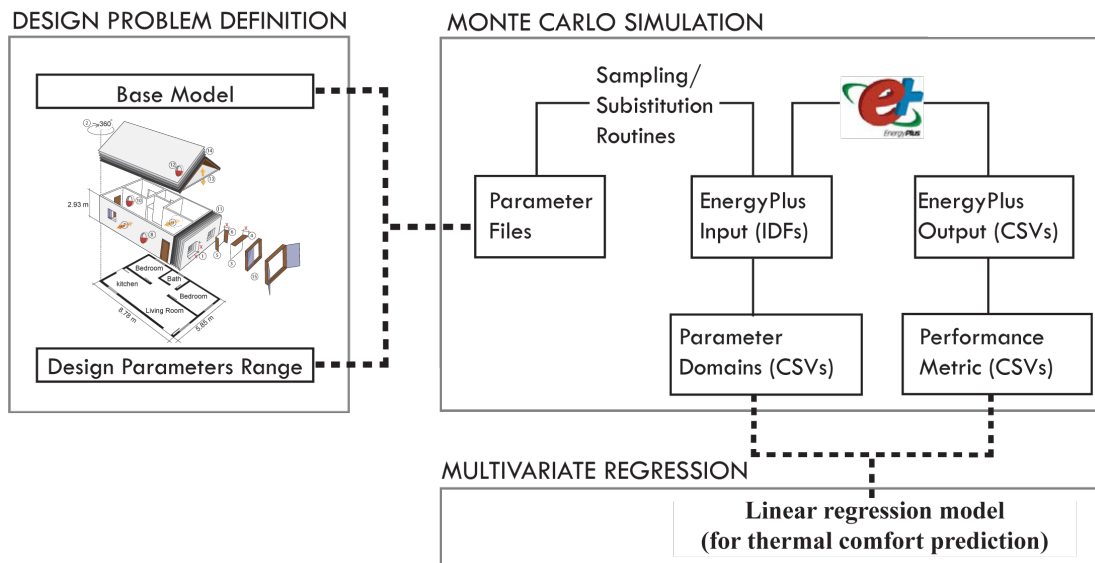 DESIGN PROBLEM DEFINITION
Base Model
360°
2.93 m
Bedroom
Bath
kitchen
Bedroom
Living Room
8.78 m
5.85 m
Design Parameters Range
MONTE CARLO SIMULATION
Sampling/
Subistitution
Routines
e+
EnergyPlus
Parameter
Files
EnergyPlus
Input (IDFs)
EnergyPlus
Output (CSVs)
Parameter
Domains (CSVs)
Performance
Metric (CSVs)
MULTIVARIATE REGRESSION
Linear regression model
(for thermal comfort prediction)